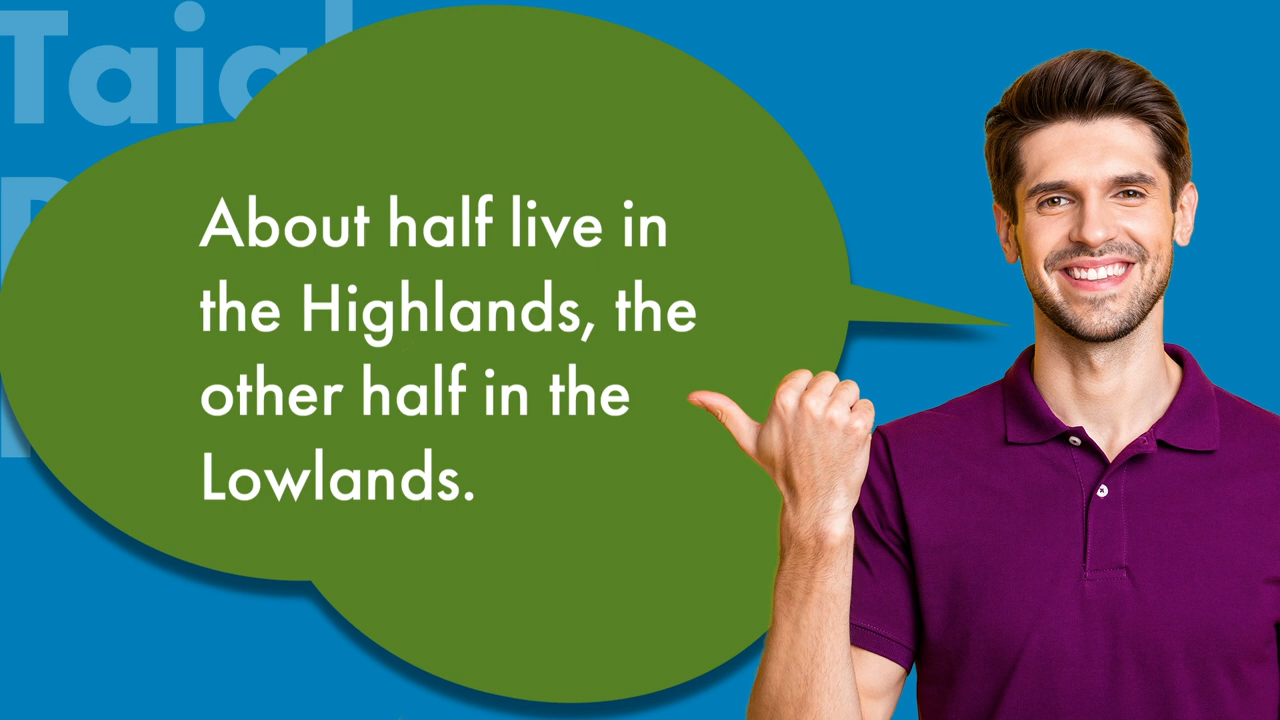 About half live in
the Highlands, the
other half in the
Lowlands.